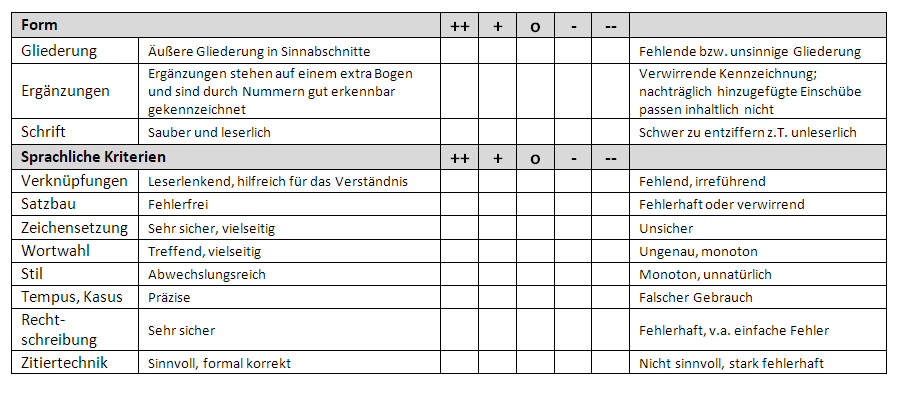 Form ++ + o - --
Gliederung Äußere Gliederung in Sinnabschnitte Fehlende bzw. unsinnige Gliederung
Ergänzungen Ergänzungen stehen auf einem extra Bogen
und sind durch Nummern gut erkennbar
gekennzeichnet Verwirrende Kennzeichnung;
nachträglich hinzugefügte Einschübe
passen inhaltlich nicht
Schrift Sauber und leserlich Schwer zu entziffern z.T. unleserlich
Sprachliche Kriterien ++ + o - --
Verknüpfungen Leserlenkend, hilfreich für das Verständnis Fehlend, irreführend
Satzbau Fehlerfrei Fehlerhaft oder verwirrend
Zeichensetzung Sehr sicher, vielseitig Unsicher
Wortwahl Treffend, vielseitig Ungenau, monoton
Stil Abwechslungsreich Monoton, unnatürlich
Tempus, Kasus Präzise Falscher Gebrauch
Recht-
schreibung Sehr sicher Fehlerhaft, v.a. einfache Fehler
Zitiertechnik Sinnvoll, formal korrekt Nicht sinnvoll, stark fehlerhaft